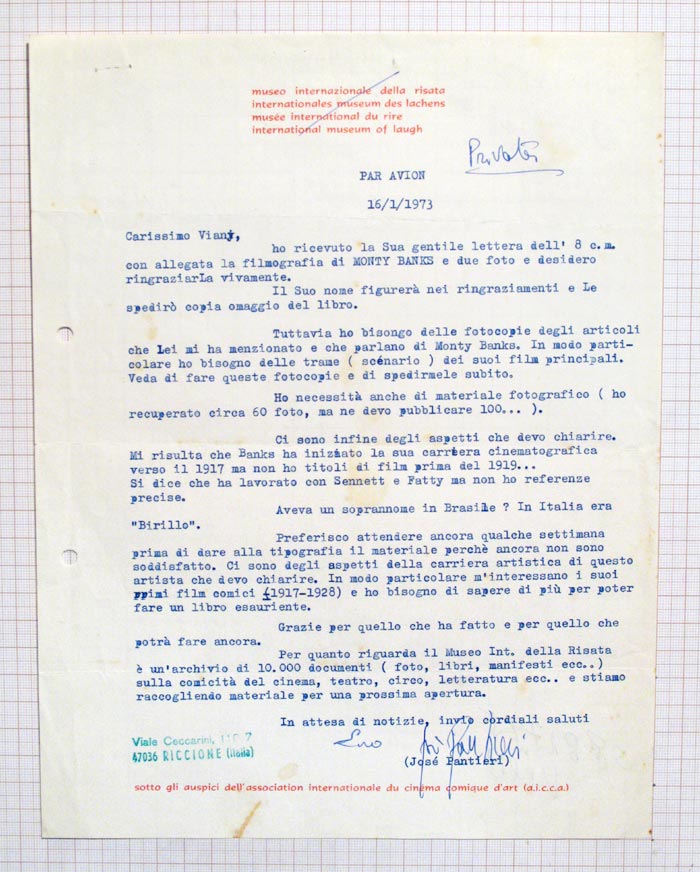 museo internazionale della risata
internationales museum des lachens
musée international du rire
international museum of laugh
Privata
PAR AVION
16/1/1973
Carissimo Viany,
ho ricevuto la Sua gentile lettera dell' 8 c.m.
con allegata la filmografia di MONTY BANKS e due foto e desidero
ringraziarLa vivamente.
Il Suo nome figurerà nei ringraziamenti e Le
spedirò copia omaggio del libro.
Tuttavia ho bisongo delle fotocopie degli articoli
che Lei mi ha menzionato e che parlano di Monty Banks. In modo parti-
colare ho bisogno delle trame ( scénario ) dei suoi film principali.
Veda di fare queste fotocopie e di spedirmele subito.
Ho necessità anche di materiale fotografico ( ho
recuperato circa 60 foto, ma ne devo pubblicare 100... ).
Ci sono infine degli aspetti che devo chiarire.
Mi risulta che Banks ha iniziato la sua carriera cinematografica
verso il 1917 ma non ho titoli di film prima del 1919...
Si dice che ha lavorato con Sennett e Fatty ma non ho referenze
precise.
Aveva un soprannome in Brasile ? In Italia era
"Birillo".
Preferisco attendere ancora qualche settimana
prima di dare alla tipografia il materiale perchè ancora non sono
soddisfatto. Ci sono degli aspetti della carriera artistica di questo
artista che devo chiarire. In modo particolare m'interessano i suoi
primi film comici (1917-1928) e ho bisogno di sapere di più per poter
fare un libro esauriente.
Grazie per quello che ha fatto e per quello che
potrà fare ancora.
Per quanto riguarda il Museo Int. della Risata
è un'archivio di 10.000 documenti ( foto, libri, manifesti ecc..)
sulla comicità del cinema, teatro, circo, letteratura ecc.. e stiamo
raccogliendo materiale per una prossima apertura.
In attesa di notizie, invio cordiali saluti
Suo
(José Pantieri)
Viale Ceccarini,
47036 RICCIONE (Italia)
sotto gli auspici dell'association internationale du cinéma comique d'art (a.i.c.c.a.)